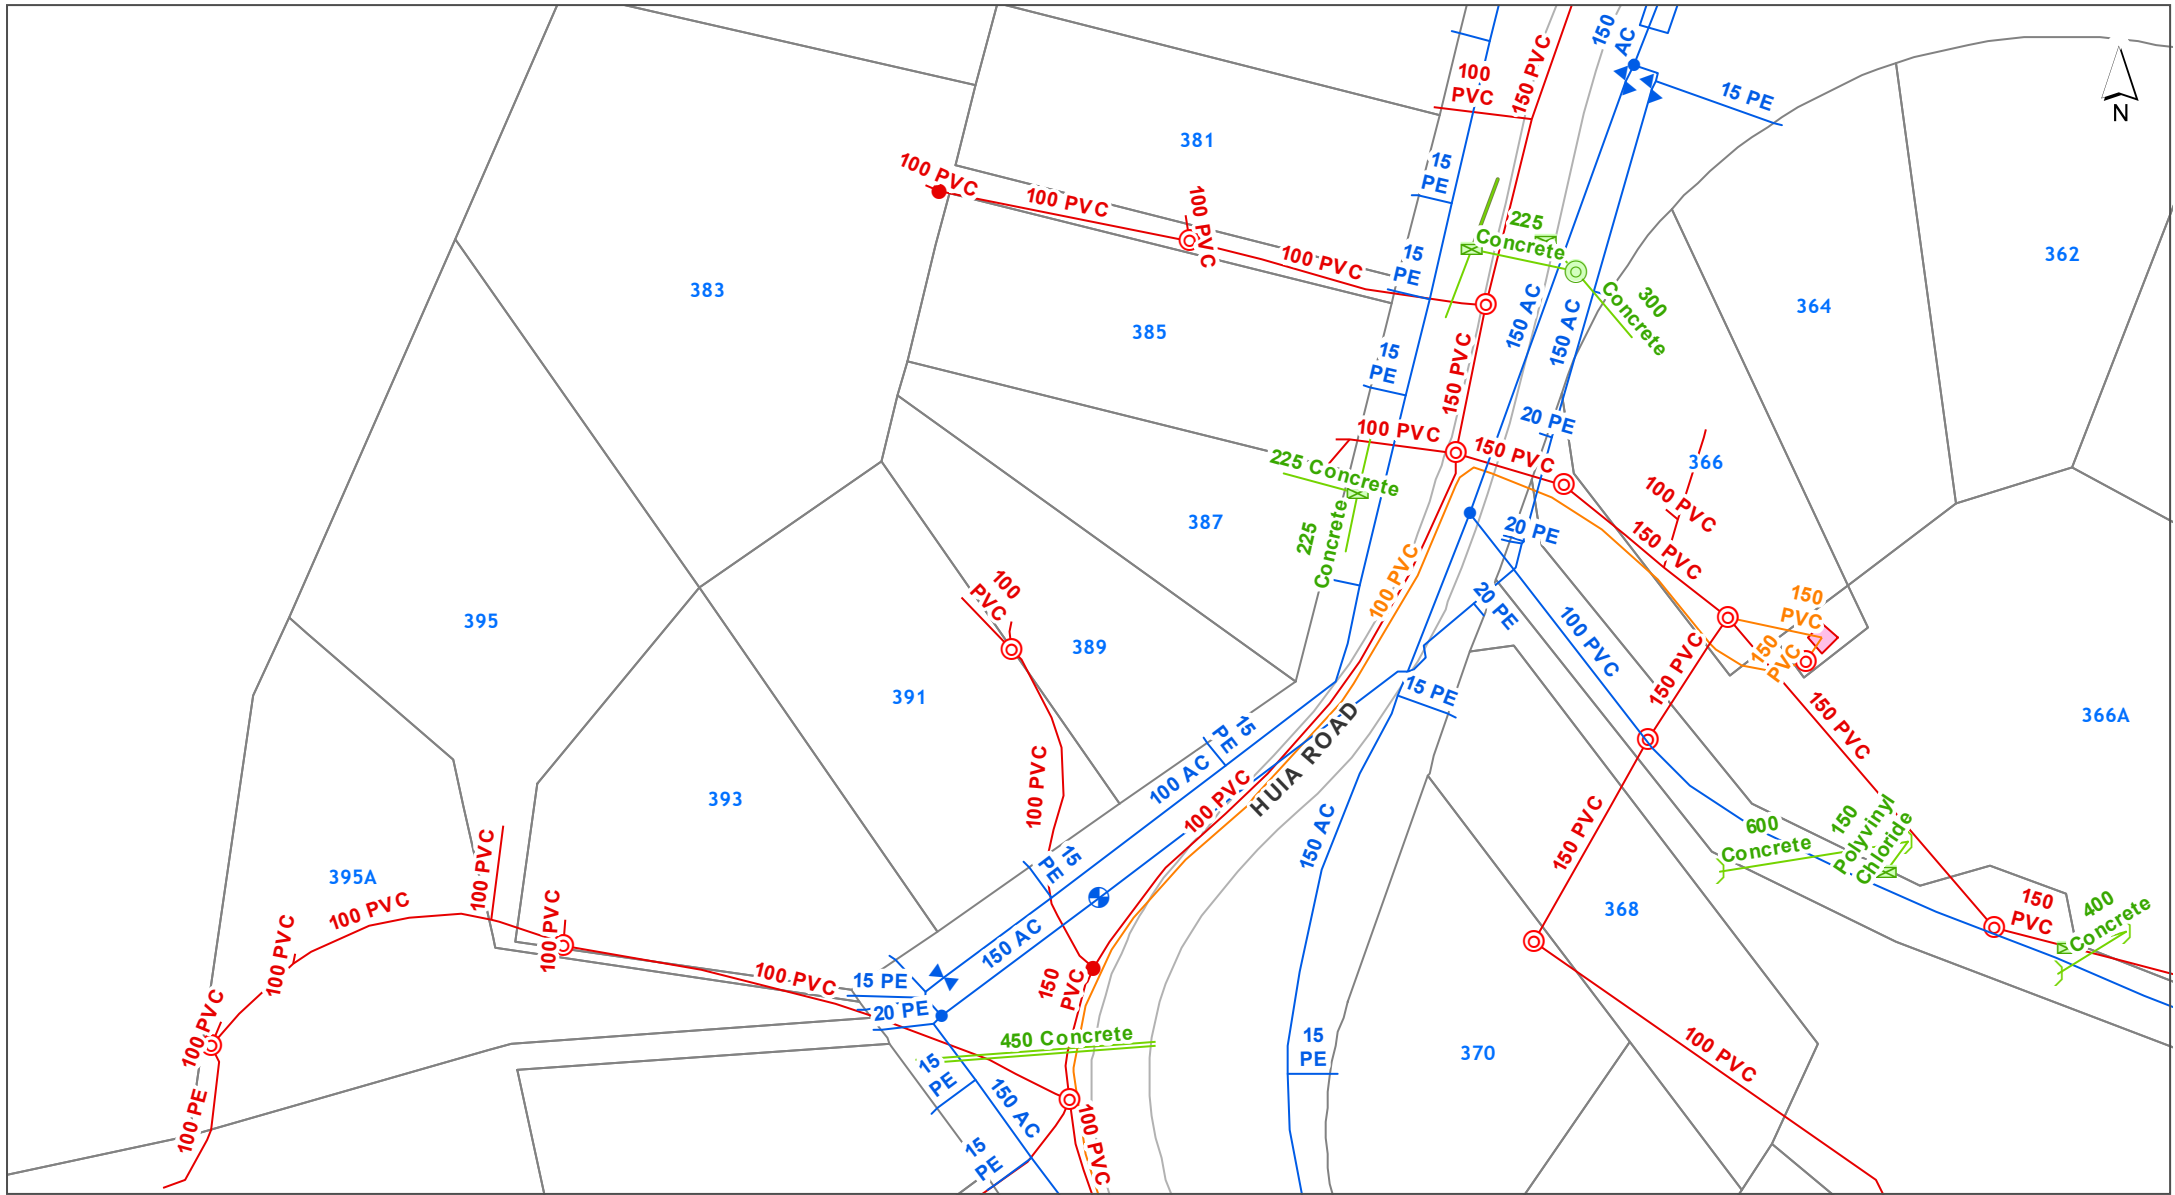 150
AC
150 PVC
100
PVC
15 PE
N
381
15
PE
100 PVC
100 PVC
100 PVC
100 PVC
225
Concrete
362
15
PE
383
150 AC
150 AC
300
Concrete
364
385
150 PVC
15
PE
20 PE
100 PVC
150 PVC
225 Concrete
366
100 PVC
387
225
Concrete
20 PE
150 PVC
100 PVC
100
PVC
20 PE
150
PVC
395
389
100 PVC
150
PVC
150 PVC
391
15 PE
366A
150 PVC
HUIA ROAD
15
PE
100 AC
100 PVC
100 PVC
393
150 AC
150 PVC
600
Concrete
150
Polyvinyl
Chloride
15
PE
395A
100 PVC
100 PVC
100 PVC
100 PVC
368
150
PVC
400
Concrete
150 AC
100 PVC
15 PE
150
PVC
20 PE
100 PVC
450 Concrete
15
PE
370
100 PVC
15
PE
150 AC
100 PE
100 PVC
15
PE